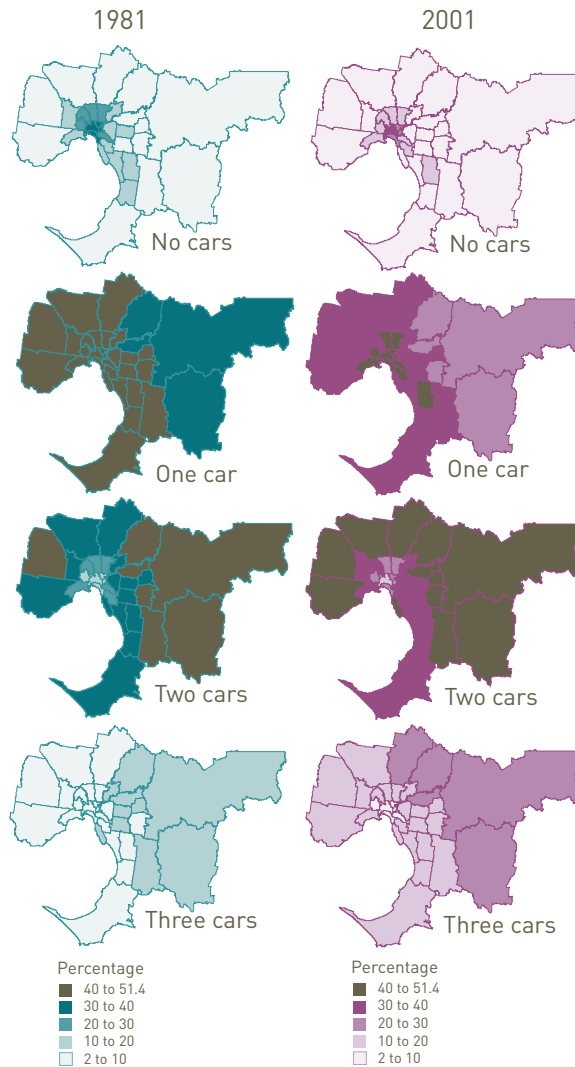 1981
2001
No cars
No cars
One car
One car
Two cars
Two cars
Three cars
Three cars
Percentage
40 to 51.4
30 to 40
20 to 30
10 to 20
2 to 10
Percentage
40 to 51.4
30 to 40
20 to 30
10 to 20
2 to 10